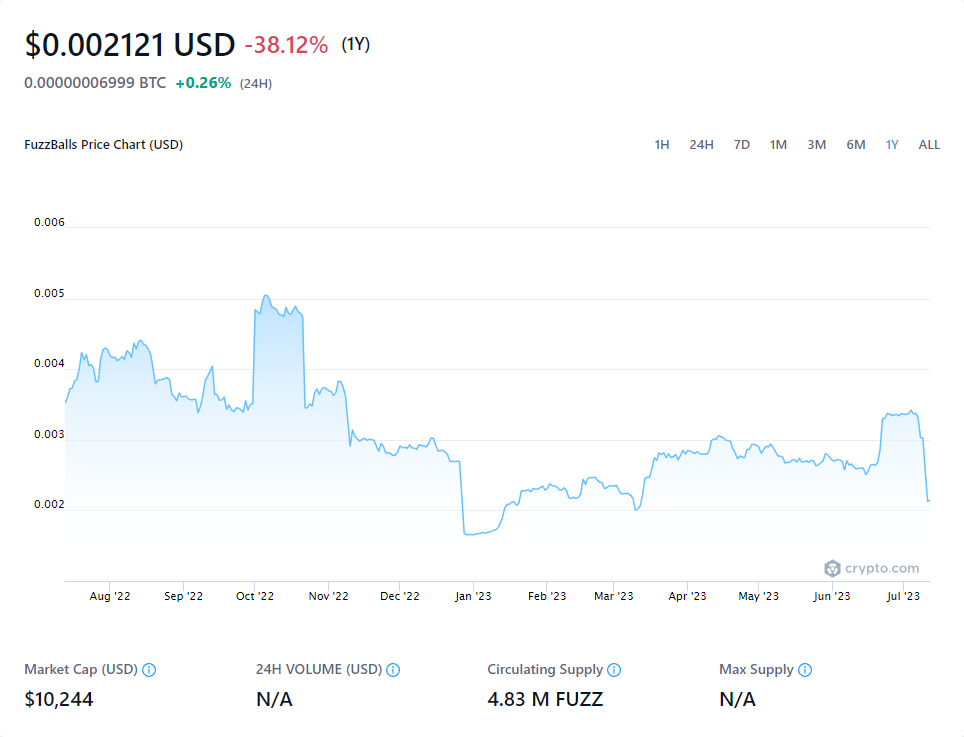 $0.002121 USD -38.12% (1Y)
0.00000006999 BTC +0.26% (24H)
FuzzBalls Price Chart (USD) 1H 24H 7D 1M 3M 6M 1Y ALL
0.006
0.005
0.004
0.003
0.002
crypto.com
Aug '22 Sep '22 Oct '22 Nov '22 Dec '22 Jan '23 Feb '23 Mar '23 Apr '23 May '23 Jun '23 Jul '23
Market Cap (USD) 24H VOLUME (USD) Circulating Supply Max Supply
$10,244 N/A 4.83 M FUZZ N/A